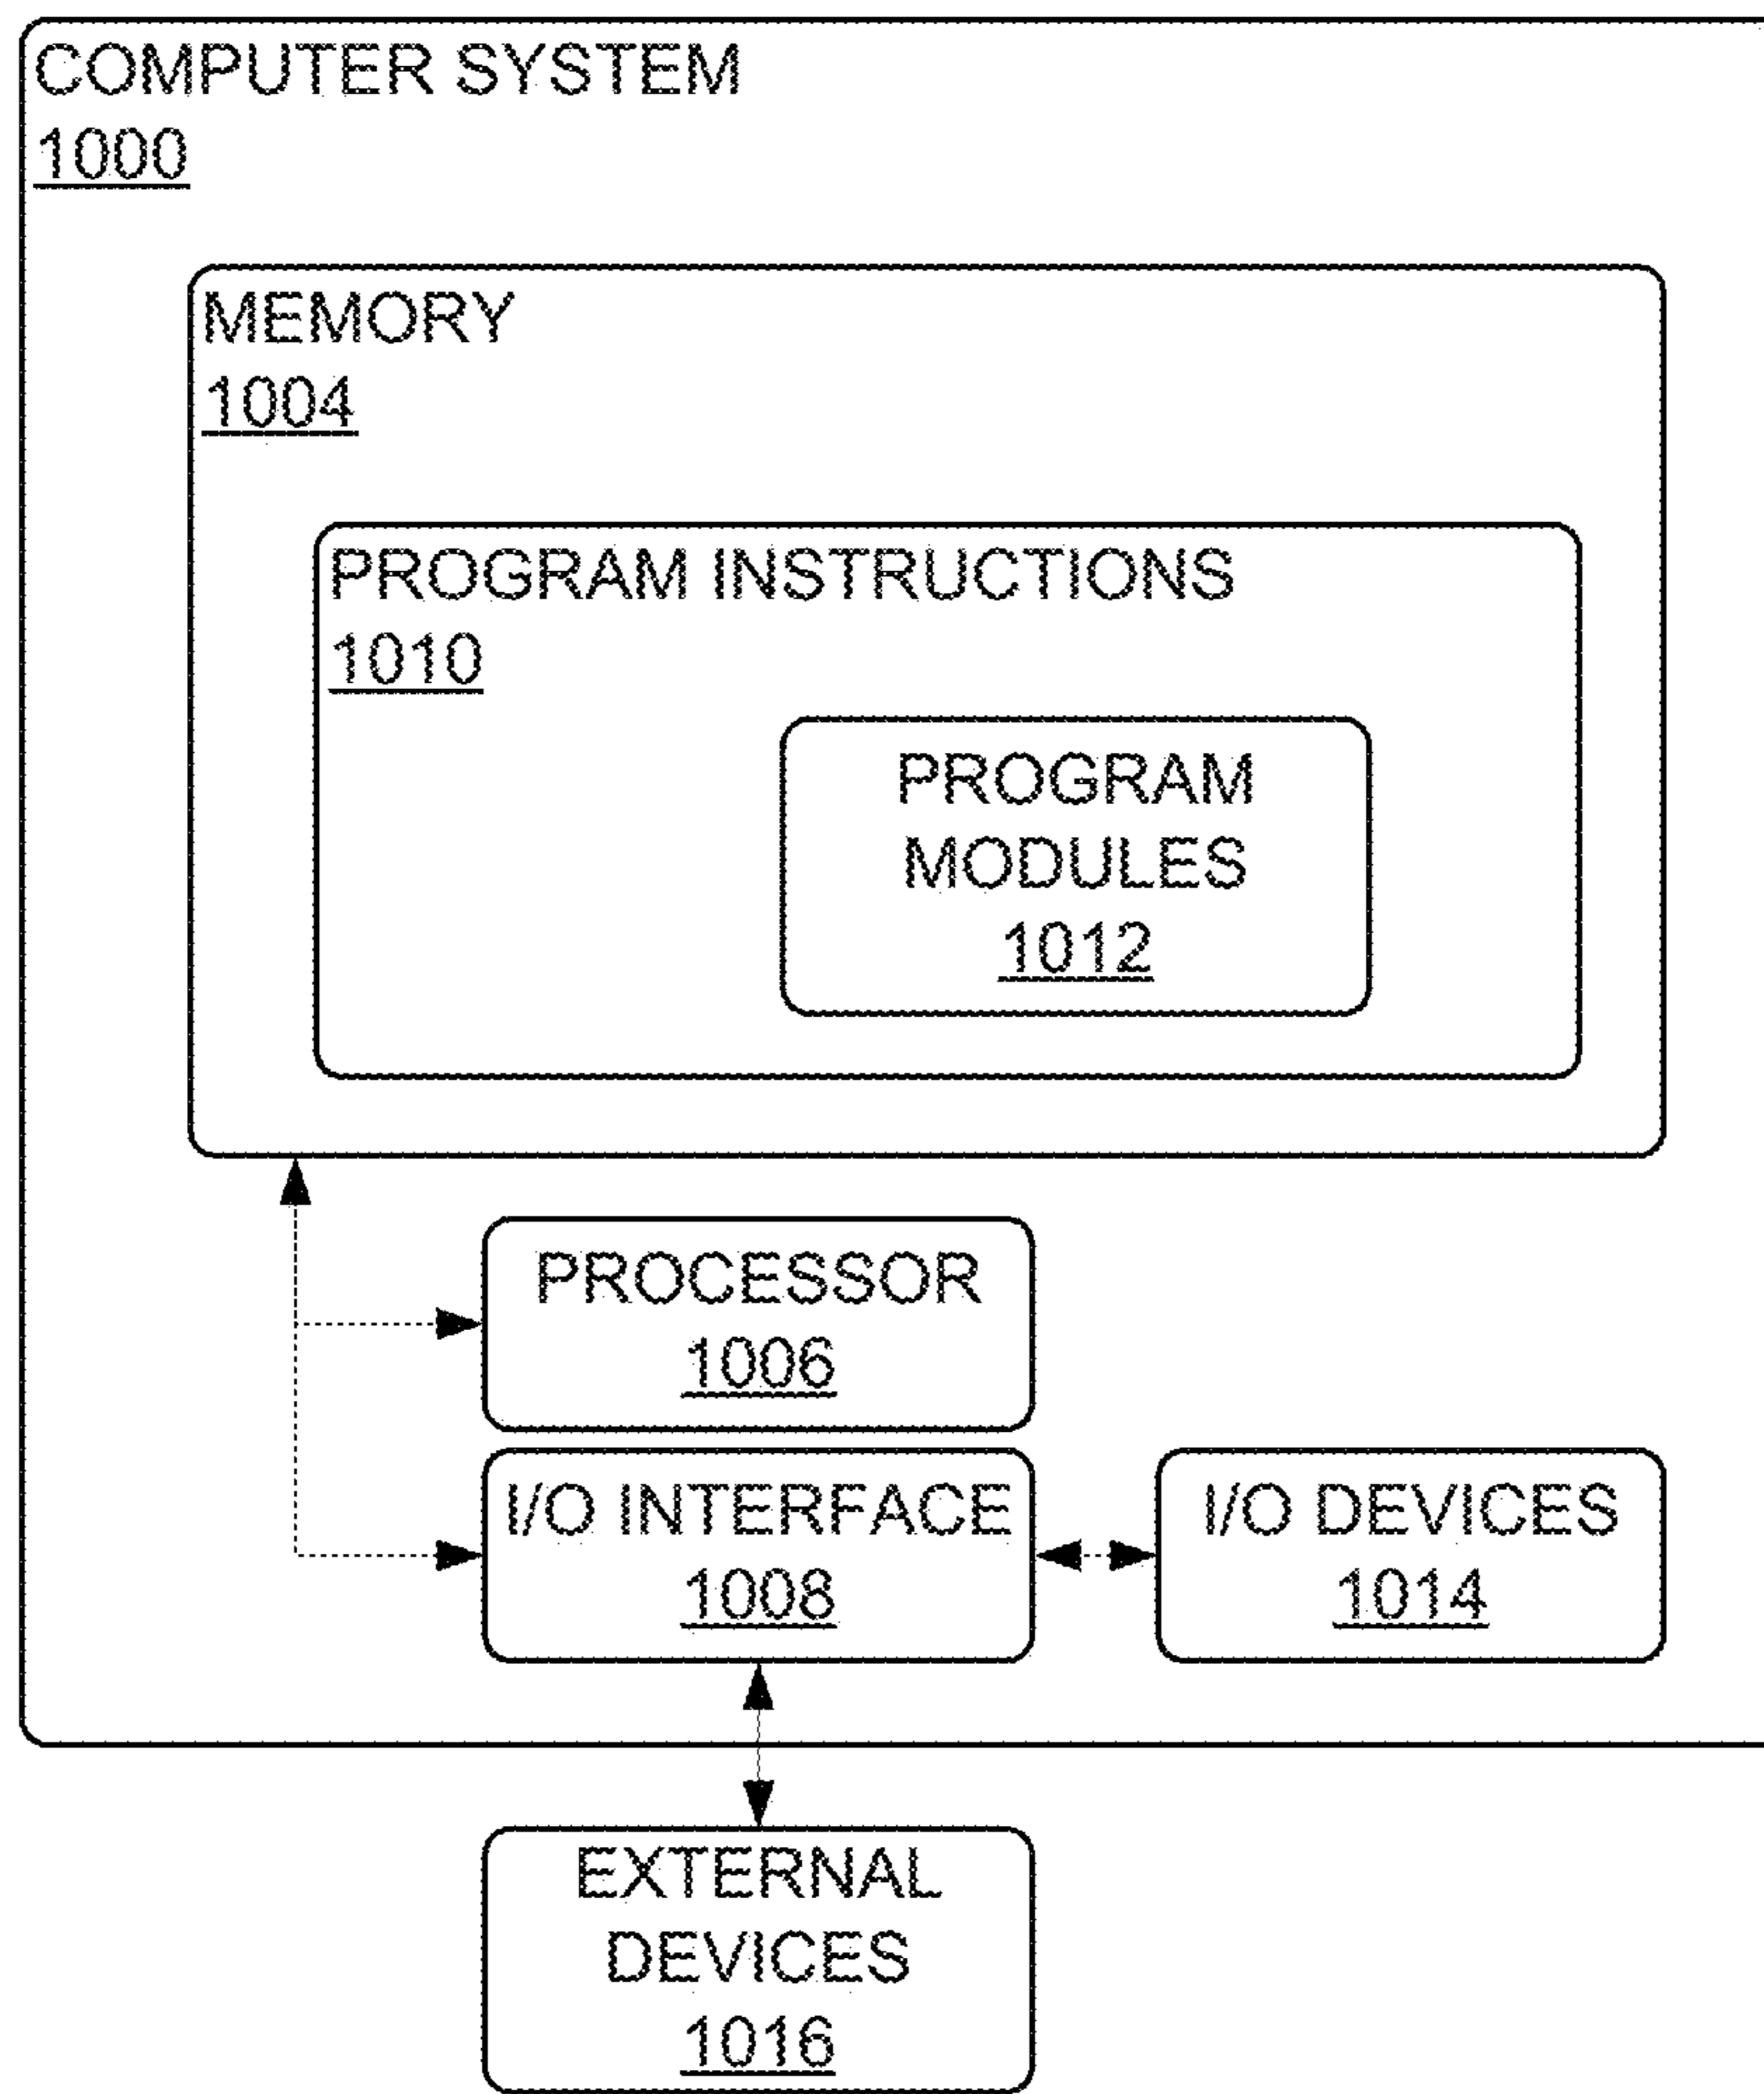 COMPUTER SYSTEM
1000
MEMORY
1004
PROGRAM INSTRUCTIONS
1010
PROGRAM
MODULES
1012
PROCESSOR
1006
I/O INTERFACE
1008
I/O DEVICES
1014
EXTERNAL
DEVICES
1016